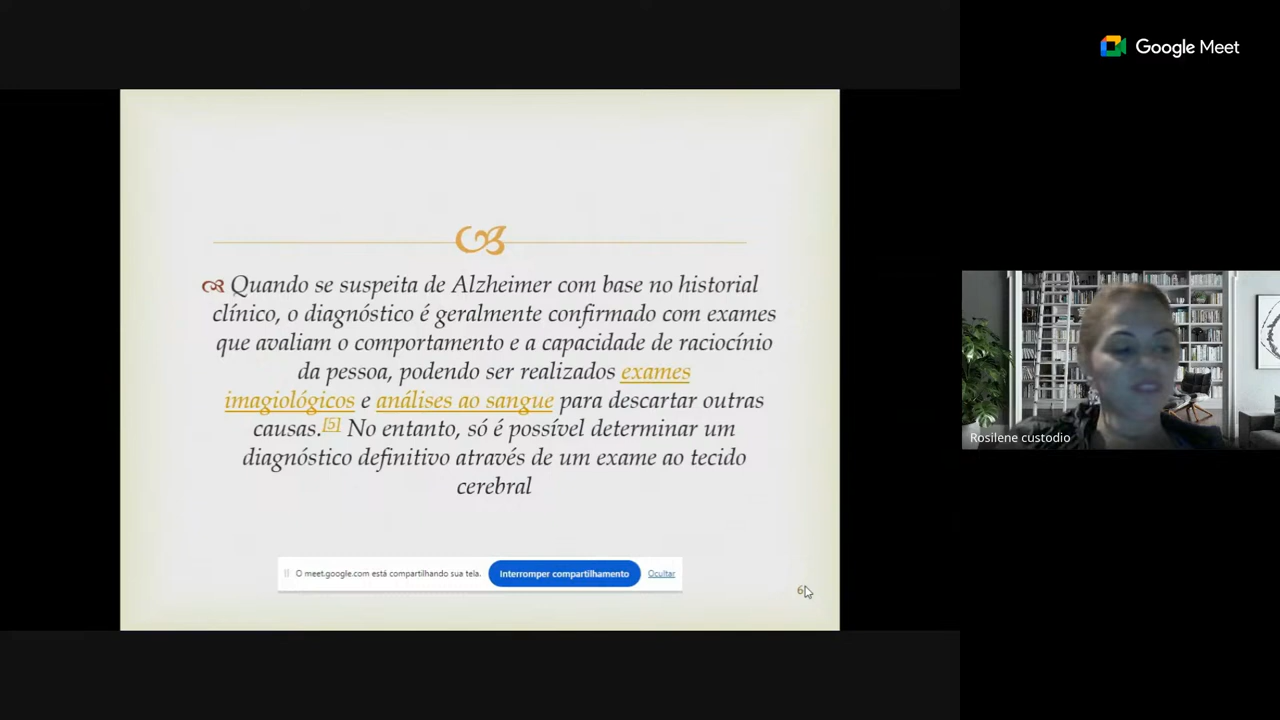 Google Meet
Quando se suspeita de Alzheimer com base no historial
clínico, o diagnóstico é geralmente confirmado com exames
que avaliam o comportamento e a capacidade de raciocínio
da pessoa, podendo ser realizados exames
imagiológicos e análises ao sangue para descartar outras
causas.[5] No entanto, só é possível determinar um
diagnóstico definitivo através de um exame ao tecido
cerebral
O meet.google.com está compartilhando sua tela.
Interromper compartilhamento
Ocultar
6
Rosilene custodio